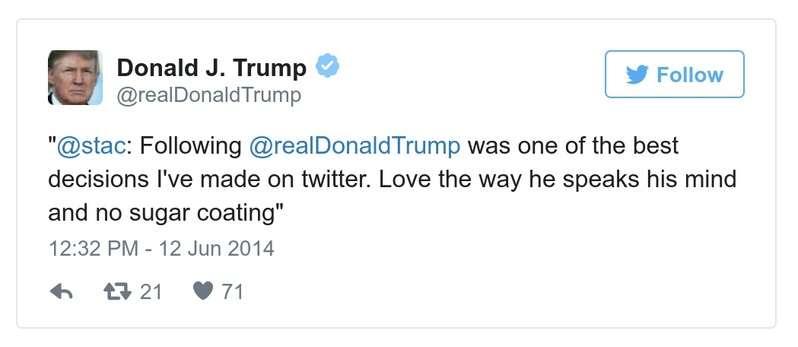 Donald J. Trump
@realDonaldTrump
Follow
"@stac: Following @realDonaldTrump was one of the best
decisions I've made on twitter. Love the way he speaks his mind
and no sugar coating"
12:32 PM - 12 Jun 2014
21 71